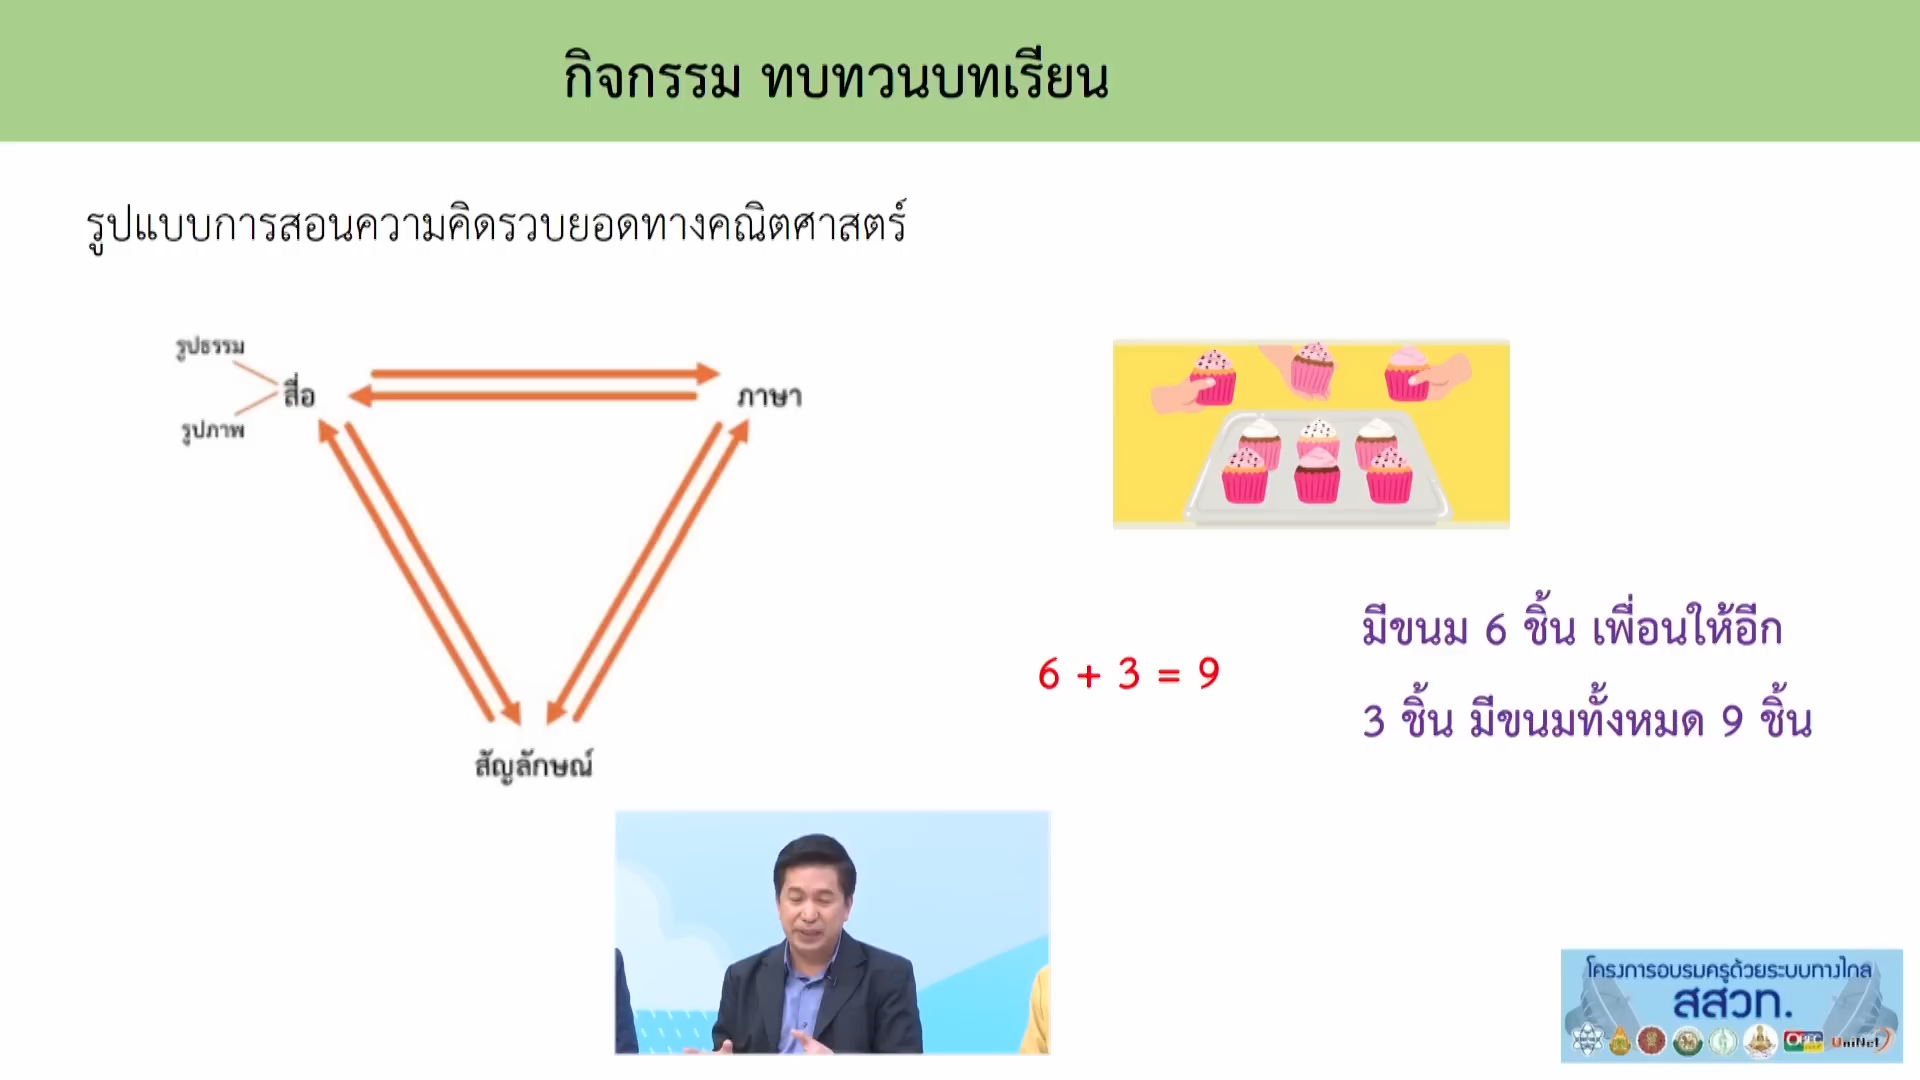 กิจกรรม ทบทวนบทเรียน
รูปแบบการสอนความคิดรวบยอดทางคณิตศาสตร์
รูปธรรม
สื่อ
ภาษา
รูปภาพ
สัญลักษณ์
6 + 3 = 9
มีขนม 6 ชิ้น เพื่อนให้อีก
3 ชิ้น มีขนมทั้งหมด 9 ชิ้น
โครงการอบรมครูด้วยระบบทางไกล
สสวท.
UniNet